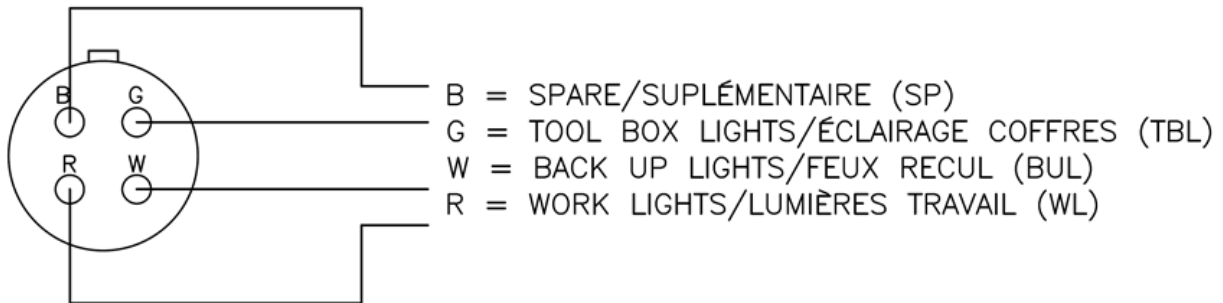 B G
R W
B = SPARE/SUPLÉMENTAIRE (SP)
G = TOOL BOX LIGHTS/ÉCLAIRAGE COFFRES (TBL)
W = BACK UP LIGHTS/FEUX RECUL (BUL)
R = WORK LIGHTS/LUMIÈRES TRAVAIL (WL)